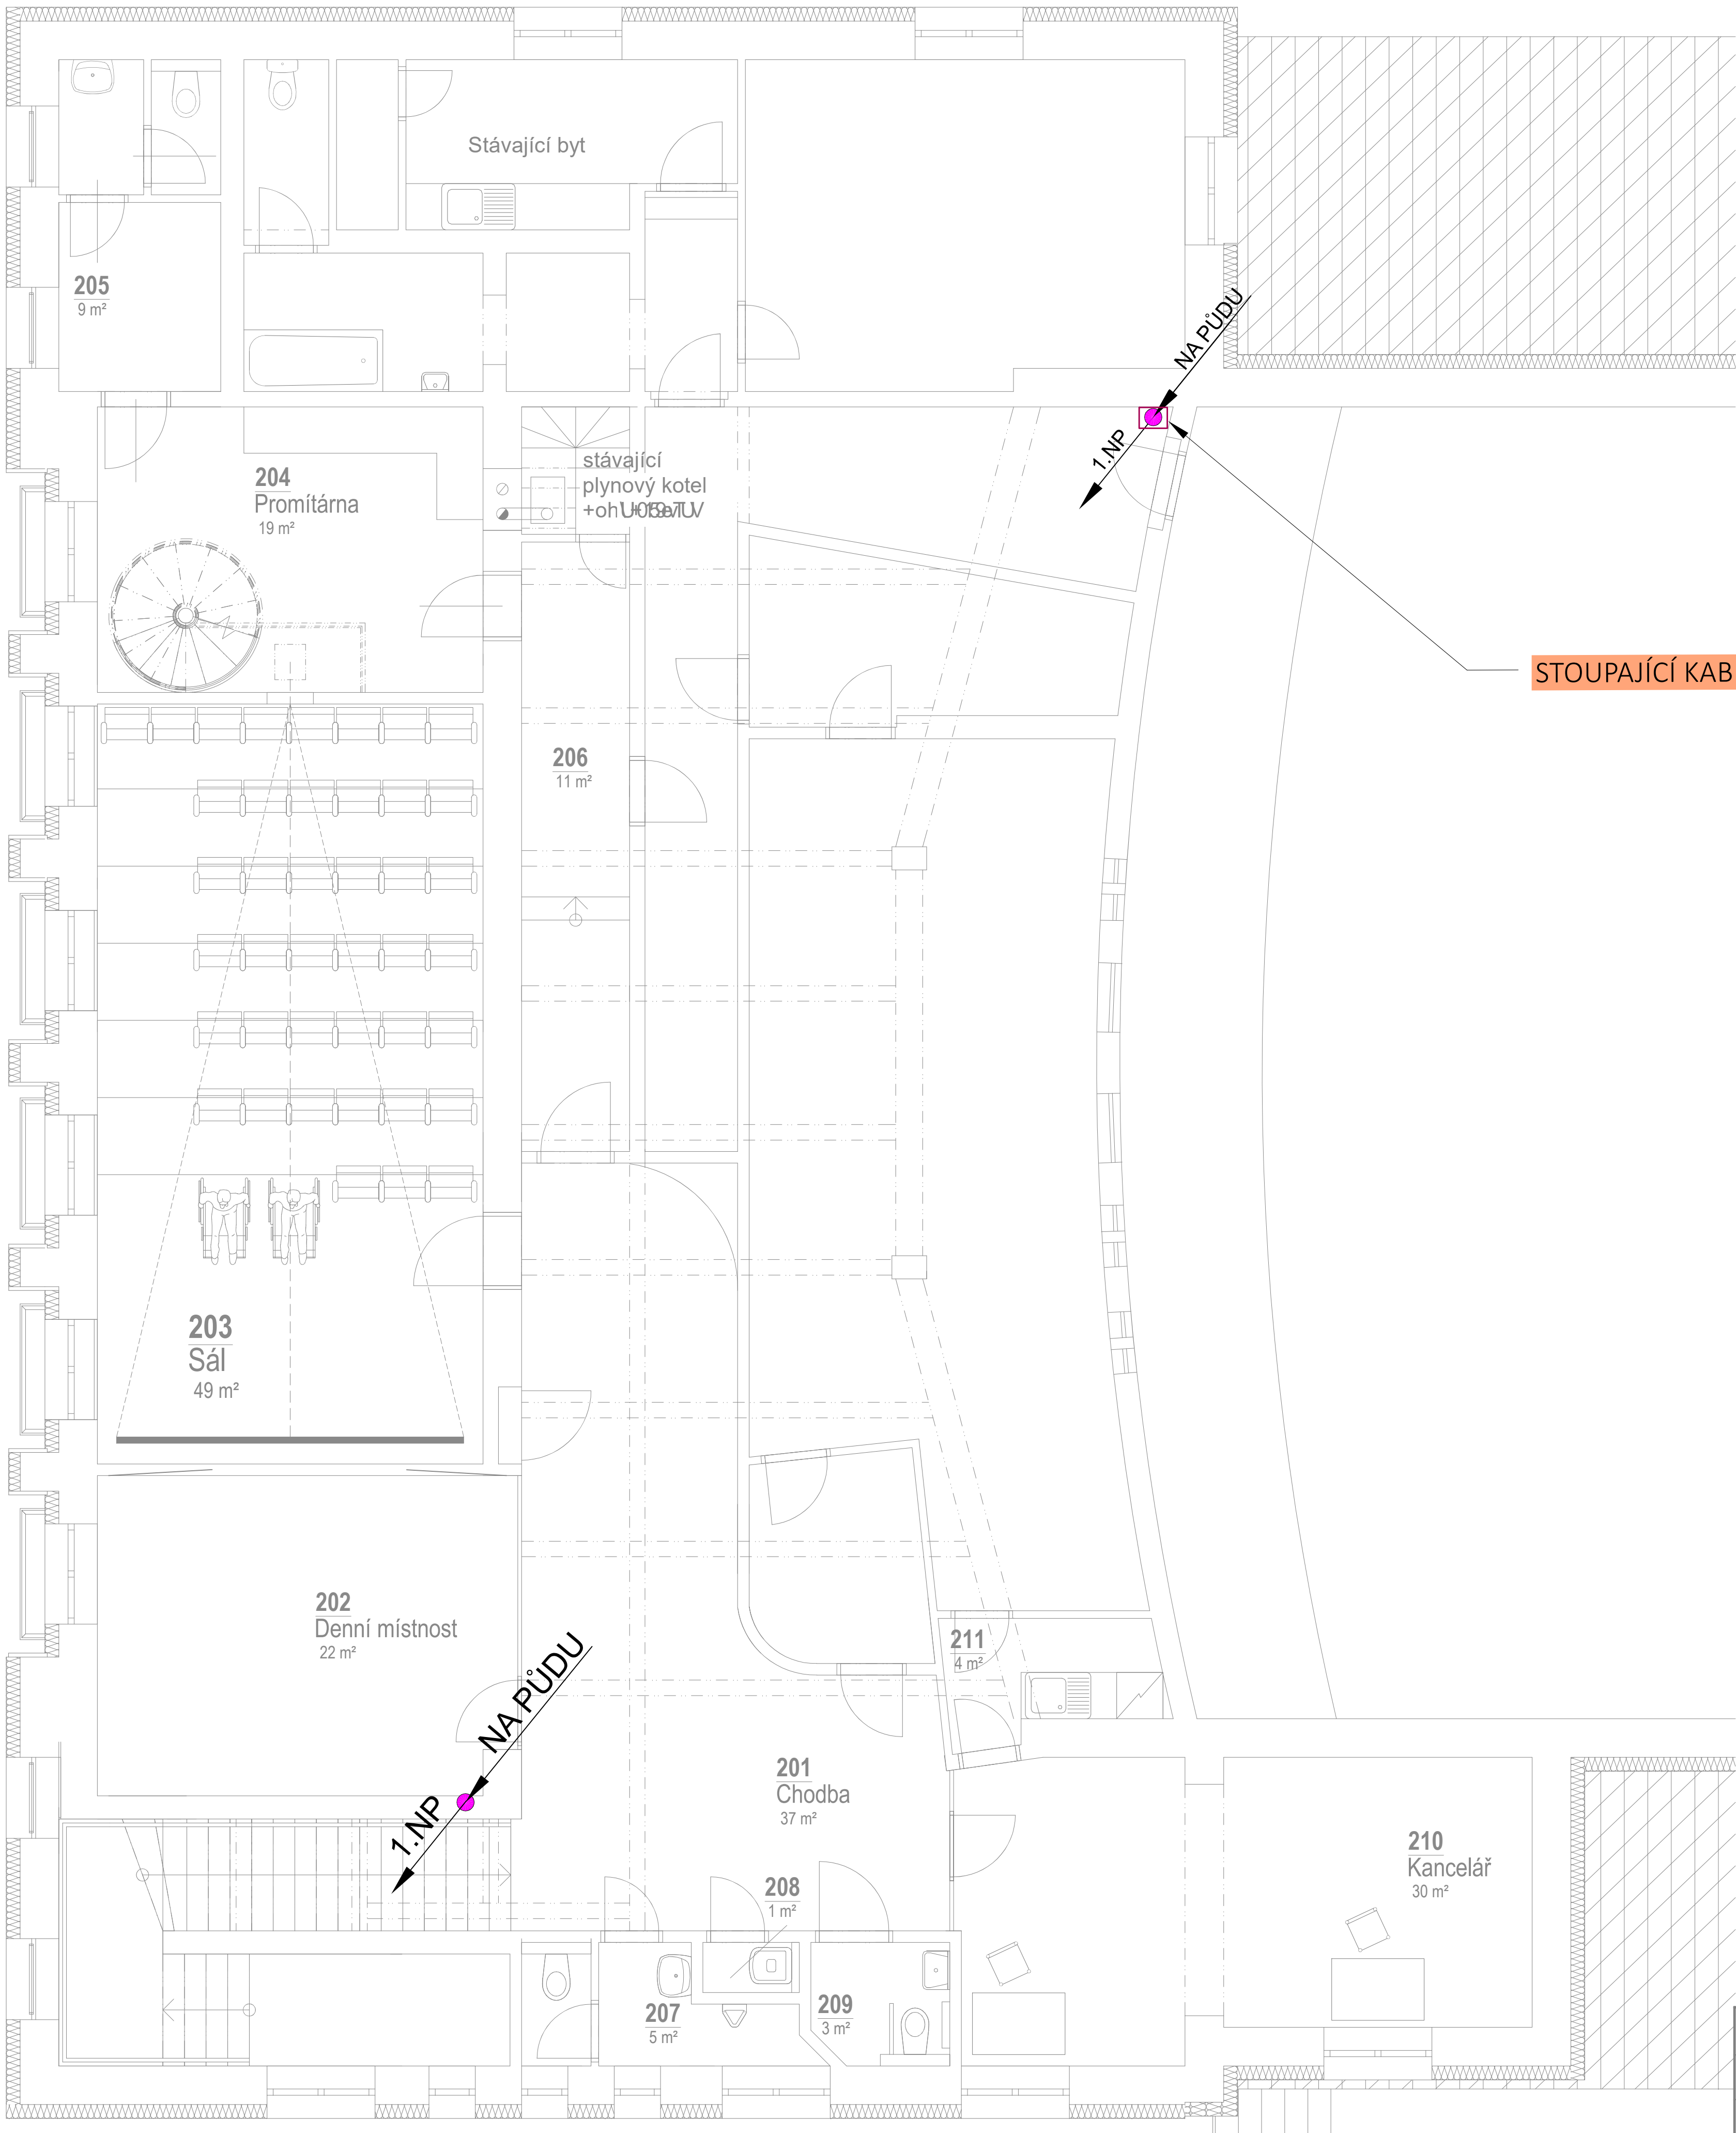 Stávající byt
205
9 m²
NA PŮDU
1.NP
204
Promítárna
19 m²
stávající
plynový kotel
STOUPAJÍCÍ KAB
206
11 m²
203
Sál
49 m²
202
Denní místnost
22 m²
211
4 m²
NA PŮDU
1.NP
201
Chodba
37 m²
210
Kancelář
30 m²
208
1 m²
207
5 m²
209
3 m²